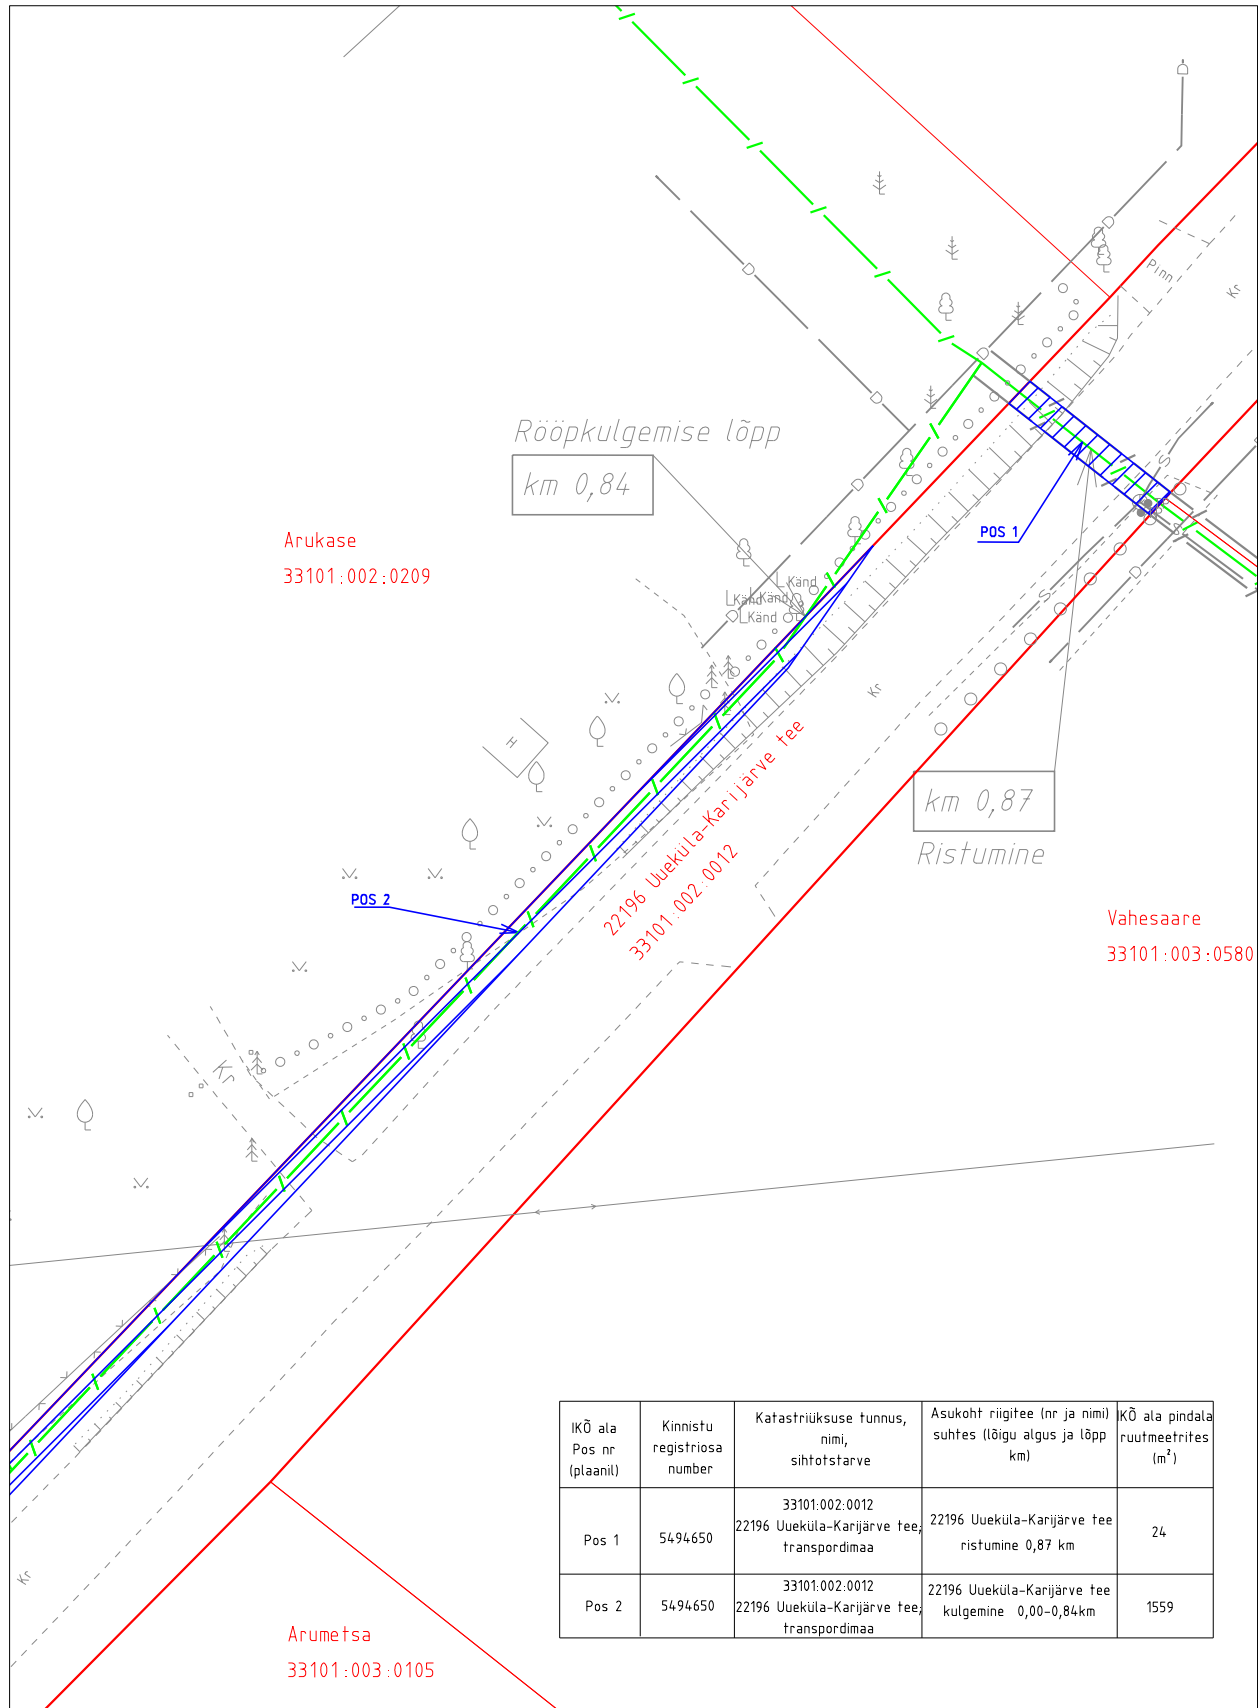 Pinn
Kr
Rööpkulgemise lõpp
km 0,84
S
POS 1
Arukase
33101:002:0209
Känd
Känd
Känd
Känd
S
S
Kr
H
22196 Uueküla-Karijärve tee
33101:002:0012
km 0,87
Ristumine
POS 2
Vahesaare
33101:003:0580
Kr
IKÕ ala
Pos nr
(plaanil)
Kinnistu
registriosa
number
Katastriüksuse tunnus,
nimi,
sihtotstarve
Asukoht riigitee (nr ja nimi)
suhtes (lõigu algus ja lõpp
km)
IKÕ ala pindala
ruutmeetrites
(m²)
Pos 1
5494650
33101:002:0012
22196 Uueküla-Karijärve tee;
transpordimaa
22196 Uueküla-Karijärve tee
ristumine 0,87 km
24
Pos 2
5494650
33101:002:0012
22196 Uueküla-Karijärve tee;
transpordimaa
22196 Uueküla-Karijärve tee
kulgemine 0,00-0,84km
1559
Kr
Arumetsa
33101:003:0105